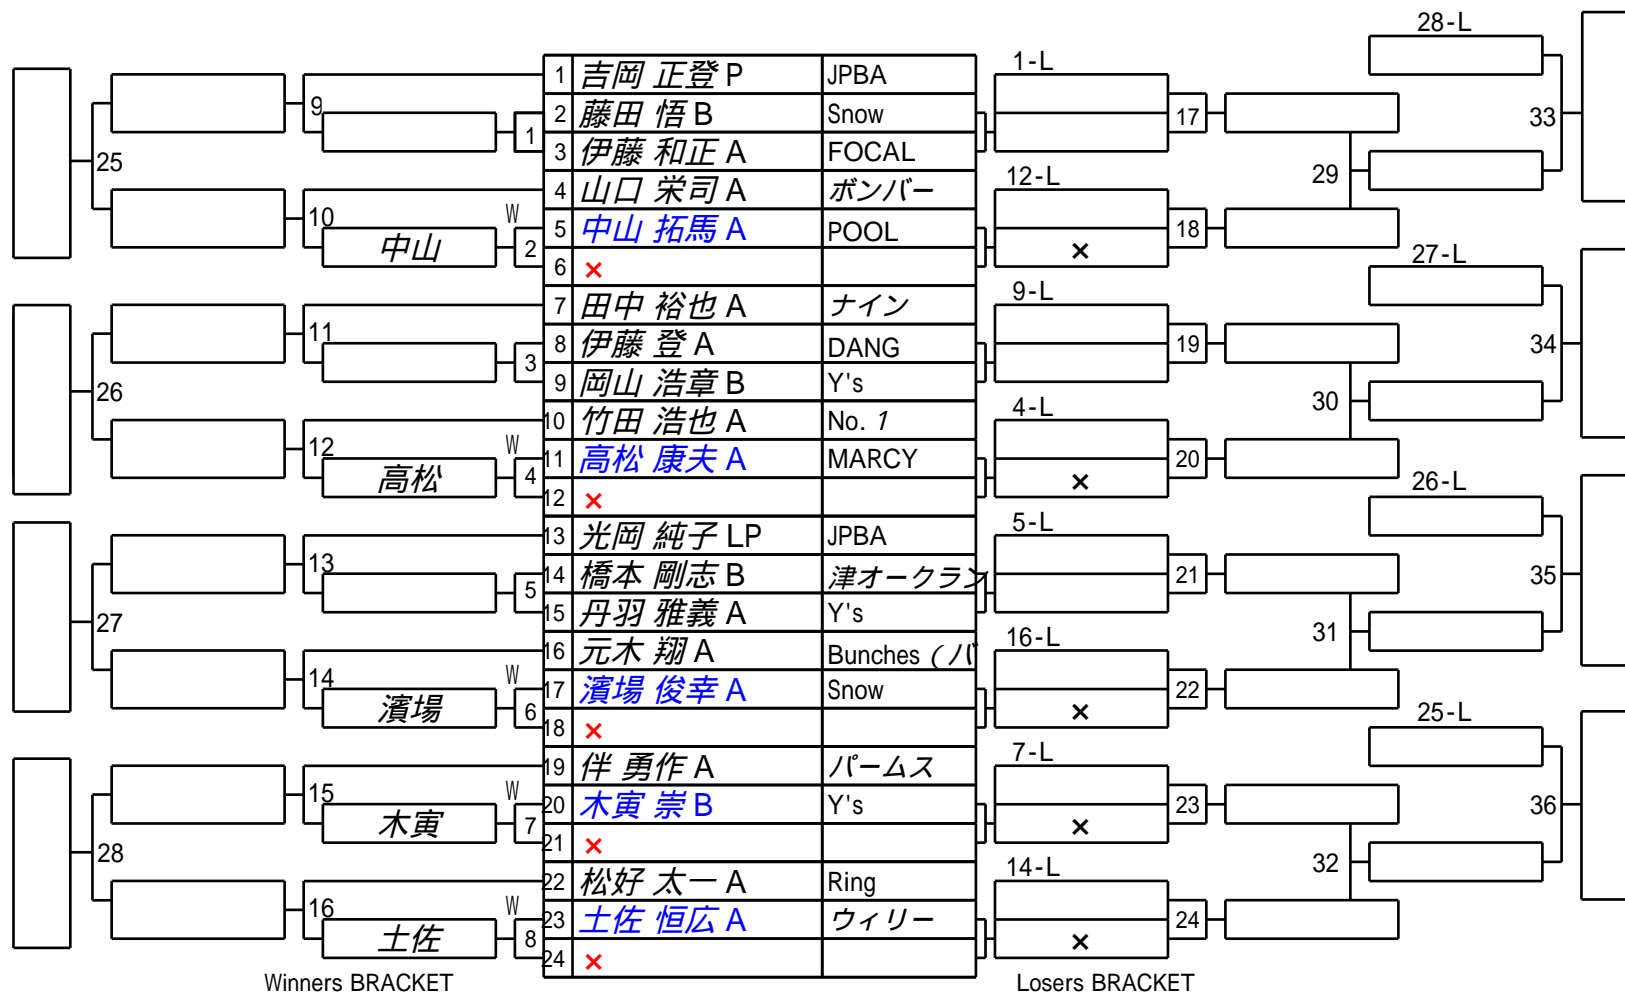 28-L
1 吉岡 正登 P JPBA 1-L
9 2 藤田 悟 B Snow 17 33
1
25 3 伊藤 和正 A FOCAL
4 山口 栄司 A ボンバー 12-L 29
10 W 5 中山 拓馬 A POOL 18
中山 2 ×
6 × 27-L
7 田中 裕也 A ナイン 9-L
11 8 伊藤 登 A DANG 19 34
3
26 9 岡山 浩章 B Y's
10 竹田 浩也 A No. 1 4-L 30
12 W 11 高松 康夫 A MARCY 20
高松 4 ×
12 × 26-L
13 光岡 純子 LP JPBA 5-L
13 14 橋本 剛志 B 津オークラン 21 35
5
27 15 丹羽 雅義 A Y's
16 元木 翔 A Bunches (バ 16-L 31
14 W 17 濱場 俊幸 A Snow 22
濱場 6 ×
18 × 25-L
19 伴 勇作 A パームス 7-L
15 W 20 木寅 崇 B Y's 23 36
木寅 7 ×
28 21 ×
22 松好 太一 A Ring 14-L 32
16 W 23 土佐 恒広 A ウィリー 24
土佐 8 ×
24 ×
Winners BRACKET Losers BRACKET